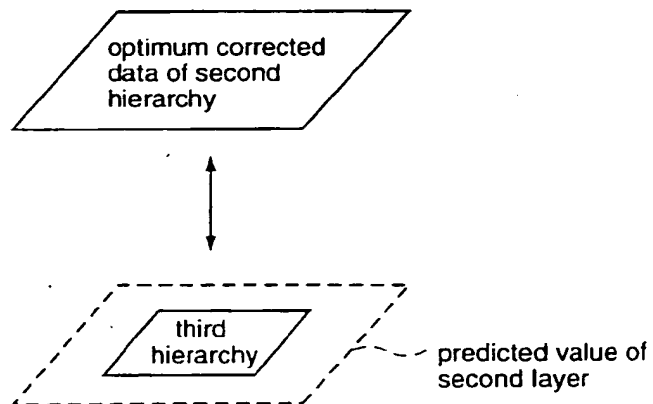 optimum corrected
data of second
hierarchy
third
hierarchy
predicted value of
second layer